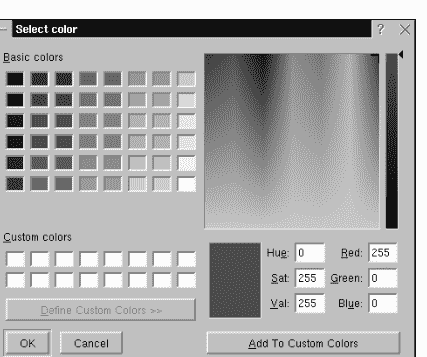 Select color
Basic colors
Custom colors
Define Custom Colors >>
OK Cancel
Hue: 0 Red: 255
Sat: 255 Green: 0
Val: 255 Blue: 0
Add To Custom Colors